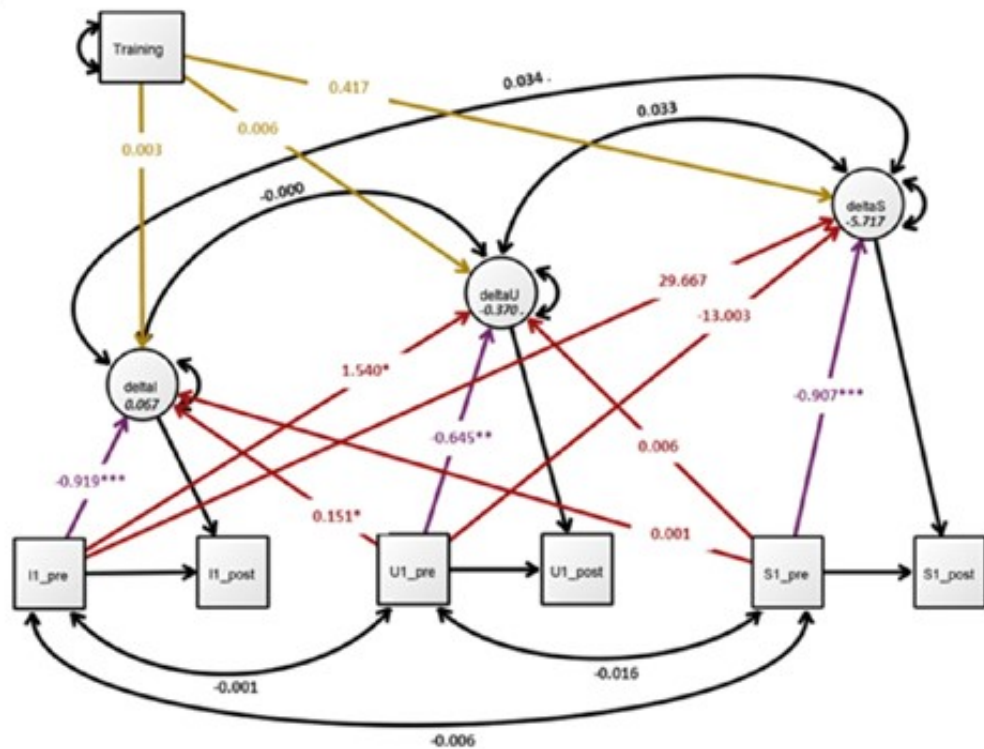 Training
0.034 .
0.417
0.033
0.006
0.003
-0.000
deltaS
-5.717
29.667
deltaU
-0.370 .
-13.003
1.540*
deltaI
0.067
-0.907***
-0.645**
0.006
-0.919***
0.151*
0.001
I1_pre
I1_post
U1_pre
U1_post
S1_pre
S1_post
-0.001
-0.016
-0.006